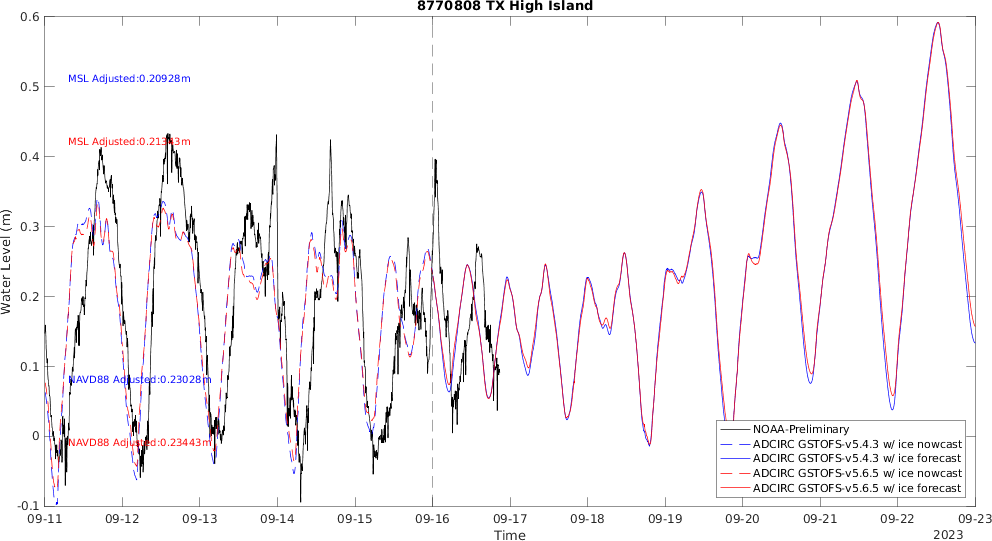 8770808 TX High Island
Water Level (m)
0.6
0.5
0.4
0.3
0.2
0.1
0
-0.1
MSL Adjusted:0.20928m
MSL Adjusted:0.21343m
NAVD88 Adjusted:0.23028m
NAVD88 Adjusted:0.23443m
NOAA-Preliminary
ADCIRC GSTOFS-v5.4.3 w/ ice nowcast
ADCIRC GSTOFS-v5.4.3 w/ ice forecast
ADCIRC GSTOFS-v5.6.5 w/ ice nowcast
ADCIRC GSTOFS-v5.6.5 w/ ice forecast
09-11 09-12 09-13 09-14 09-15 09-16 09-17 09-18 09-19 09-20 09-21 09-22 09-23
Time
2023